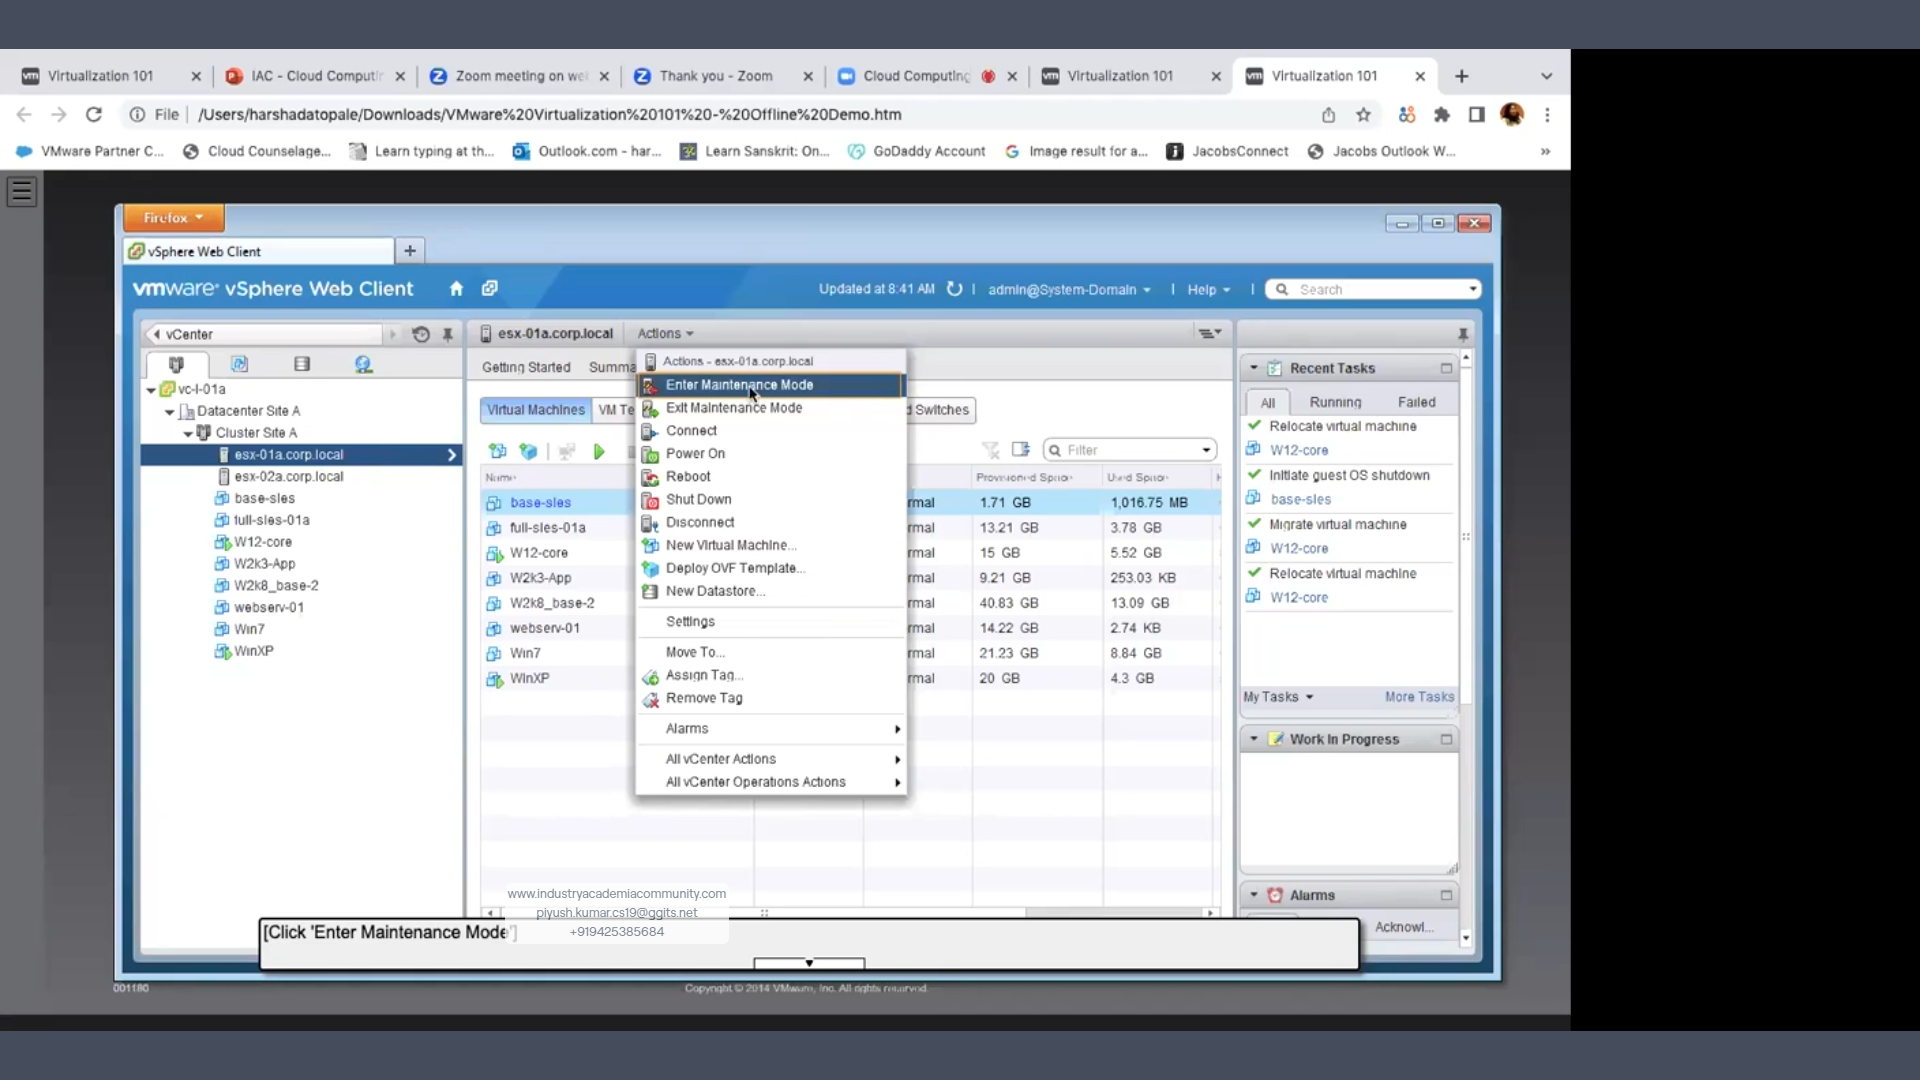 Virtualization 101
IAC - Cloud Computi
Zoom meeting on we
Thank you - Zoom
Cloud Computing
Virtualization 101
Virtualization 101
File
/Users/harshadatopale/Downloads/VMware%20Virtualization%20101%20-%20Offline%20Demo.htm
VMware Partner C...
Cloud Counselage...
Learn typing at th...
Outlook.com - har...
Learn Sanskrit: On...
GoDaddy Account
Image result for a...
JacobsConnect
Jacobs Outlook W...
Firefox
vSphere Web Client
vmware vSphere Web Client
Updated at 8:41 AM
admin@System-Domain
Help
Search
vCenter
vc-l-01a
Datacenter Site A
Cluster Site A
esx-01a.corp.local
esx-02a.corp.local
base-sles
full-sles-01a
W12-core
W2k3-App
W2k8_base-2
webserv-01
Win7
WinXP
esx-01a.corp.local
Actions
Getting Started
Summa
Virtual Machines
VM Te
d Switches
Filter
Name
Provisioned Space
Used Space
base-sles
rmal
1.71 GB
1,016.75 MB
full-sles-01a
rmal
13.21 GB
3.78 GB
W12-core
rmal
15 GB
5.52 GB
W2k3-App
rmal
9.21 GB
253.03 KB
W2k8_base-2
rmal
40.83 GB
13.09 GB
webserv-01
rmal
14.22 GB
2.74 KB
Win7
rmal
21.23 GB
8.84 GB
WinXP
rmal
20 GB
4.3 GB
Actions - esx-01a.corp.local
Enter Maintenance Mode
Exit Maintenance Mode
Connect
Power On
Reboot
Shut Down
Disconnect
New Virtual Machine...
Deploy OVF Template...
New Datastore...
Settings
Move To...
Assign Tag...
Remove Tag
Alarms
All vCenter Actions
All vCenter Operations Actions
Recent Tasks
All
Running
Failed
Relocate virtual machine
W12-core
Initiate guest OS shutdown
base-sles
Migrate virtual machine
W12-core
Relocate virtual machine
W12-core
My Tasks
More Tasks
Work In Progress
Alarms
Acknowl...
www.industryacademiacommunity.com
piyush.kumar.cs19@ggits.net
+919425385684
[Click 'Enter Maintenance Mode']
001180
Copyright © 2014 VMware, Inc. All rights reserved.